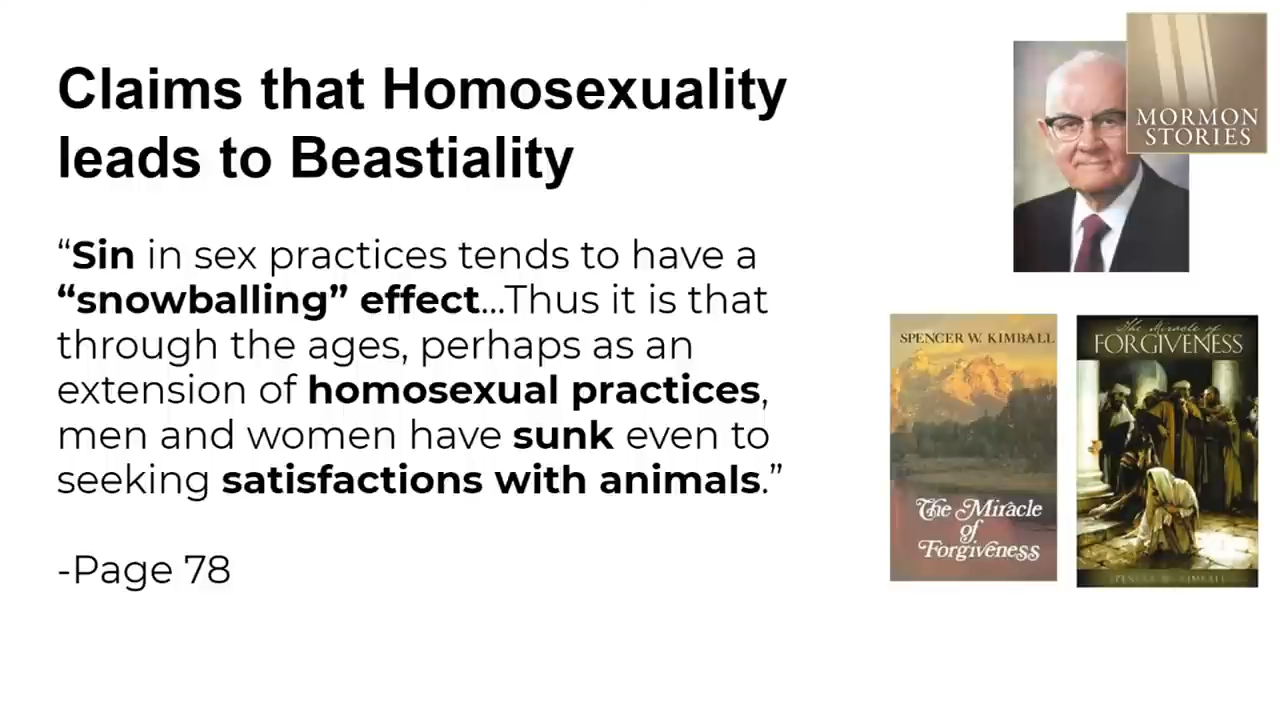 Claims that Homosexuality
leads to Beastiality
“Sin in sex practices tends to have a
“snowballing” effect...Thus it is that
through the ages, perhaps as an
extension of homosexual practices,
men and women have sunk even to
seeking satisfactions with animals.”
-Page 78
MORMON
STORIES
SPENCER W. KIMBALL
The Miracle
of
Forgiveness
The Miracle of
FORGIVENESS
SPENCER W. KIMBALL